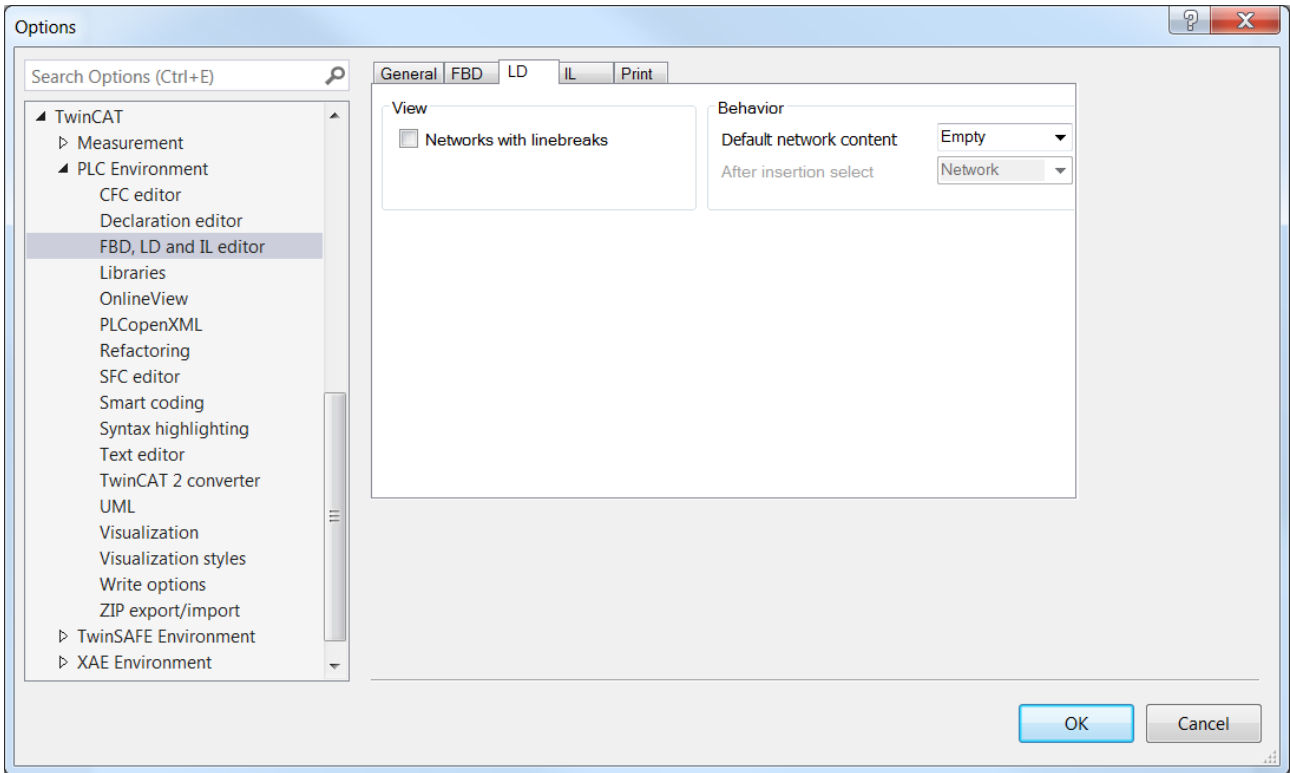 Options
Search Options (Ctrl+E)
TwinCAT
Measurement
PLC Environment
CFC editor
Declaration editor
FBD, LD and IL editor
Libraries
OnlineView
PLCopenXML
Refactoring
SFC editor
Smart coding
Syntax highlighting
Text editor
TwinCAT 2 converter
UML
Visualization
Visualization styles
Write options
ZIP export/import
TwinSAFE Environment
XAE Environment
General FBD LD IL Print
View
Networks with linebreaks
Behavior
Default network content Empty
After insertion select Network
OK Cancel